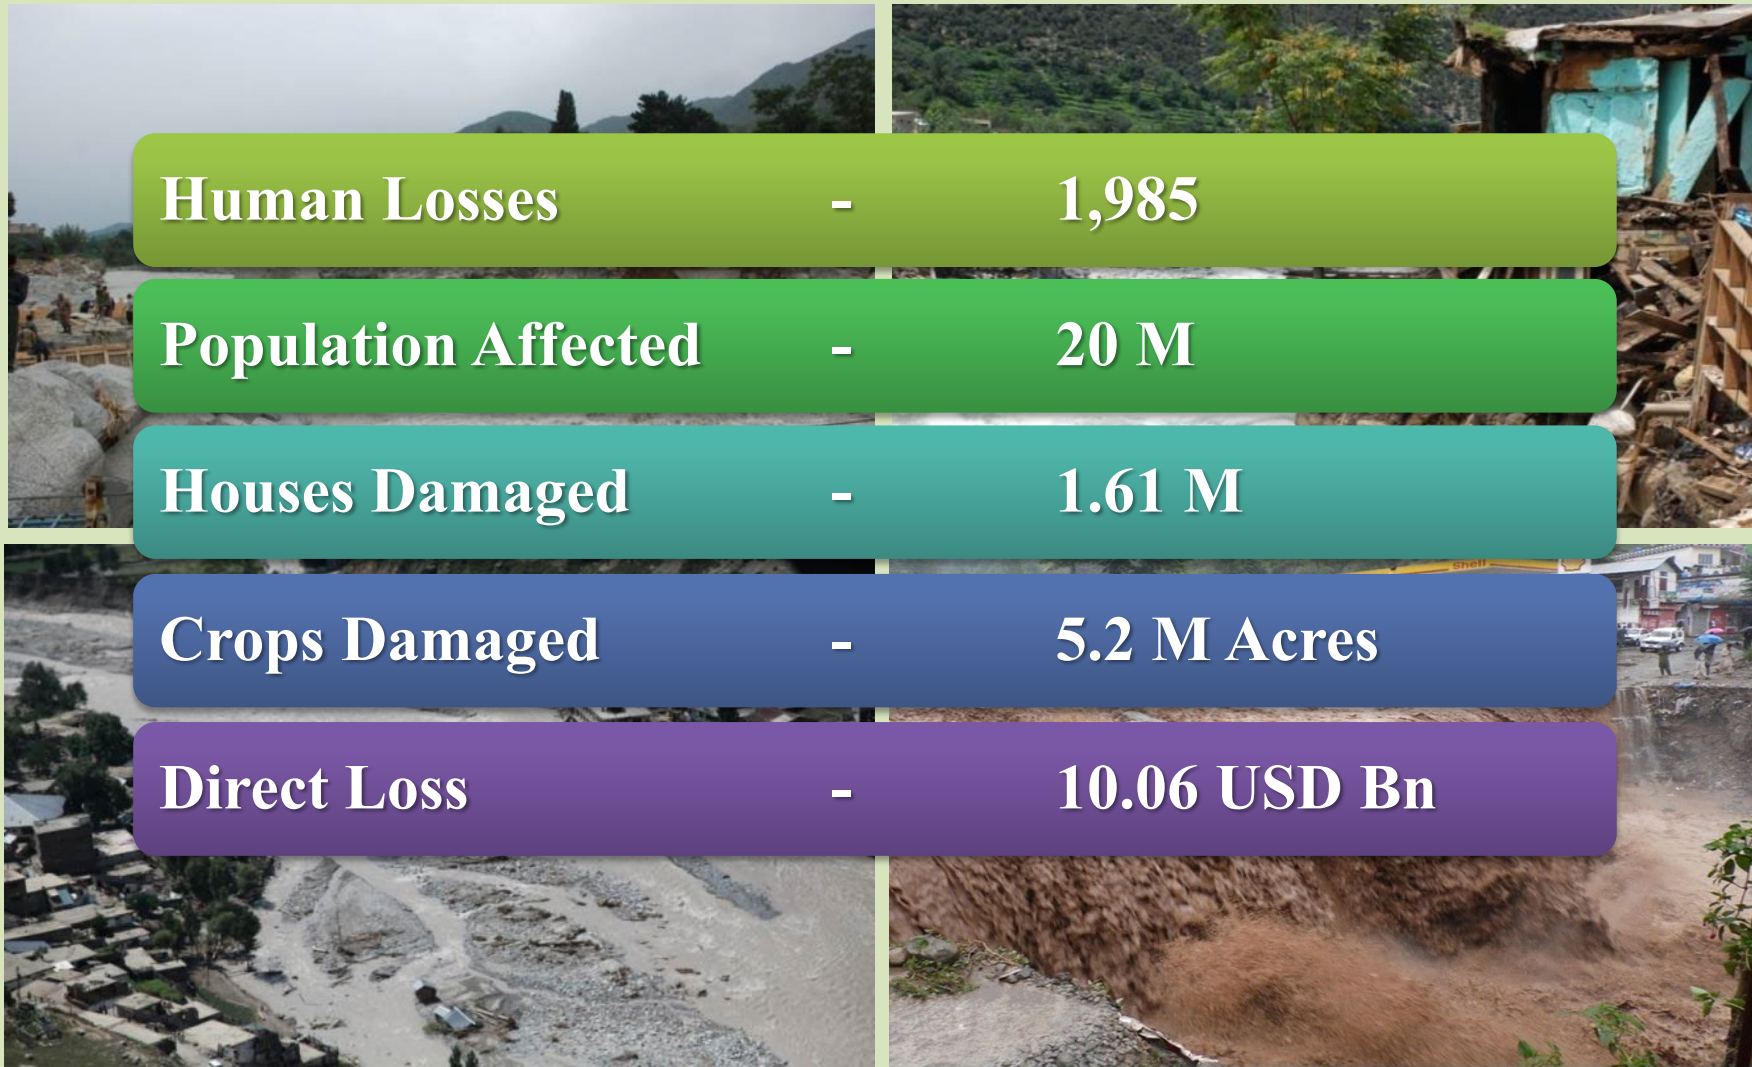 Human Losses - 1,985
Population Affected - 20 M
Houses Damaged - 1.61 M
Shell
Crops Damaged - 5.2 M Acres
Direct Loss - 10.06 USD Bn